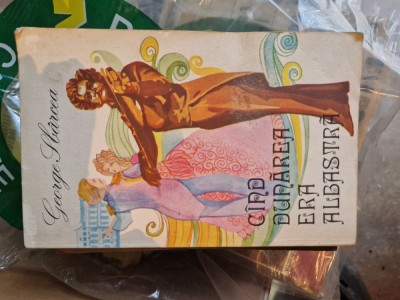 George Sbârcea
CÎND
DUNĂREA
ERA
ALBASTRĂ